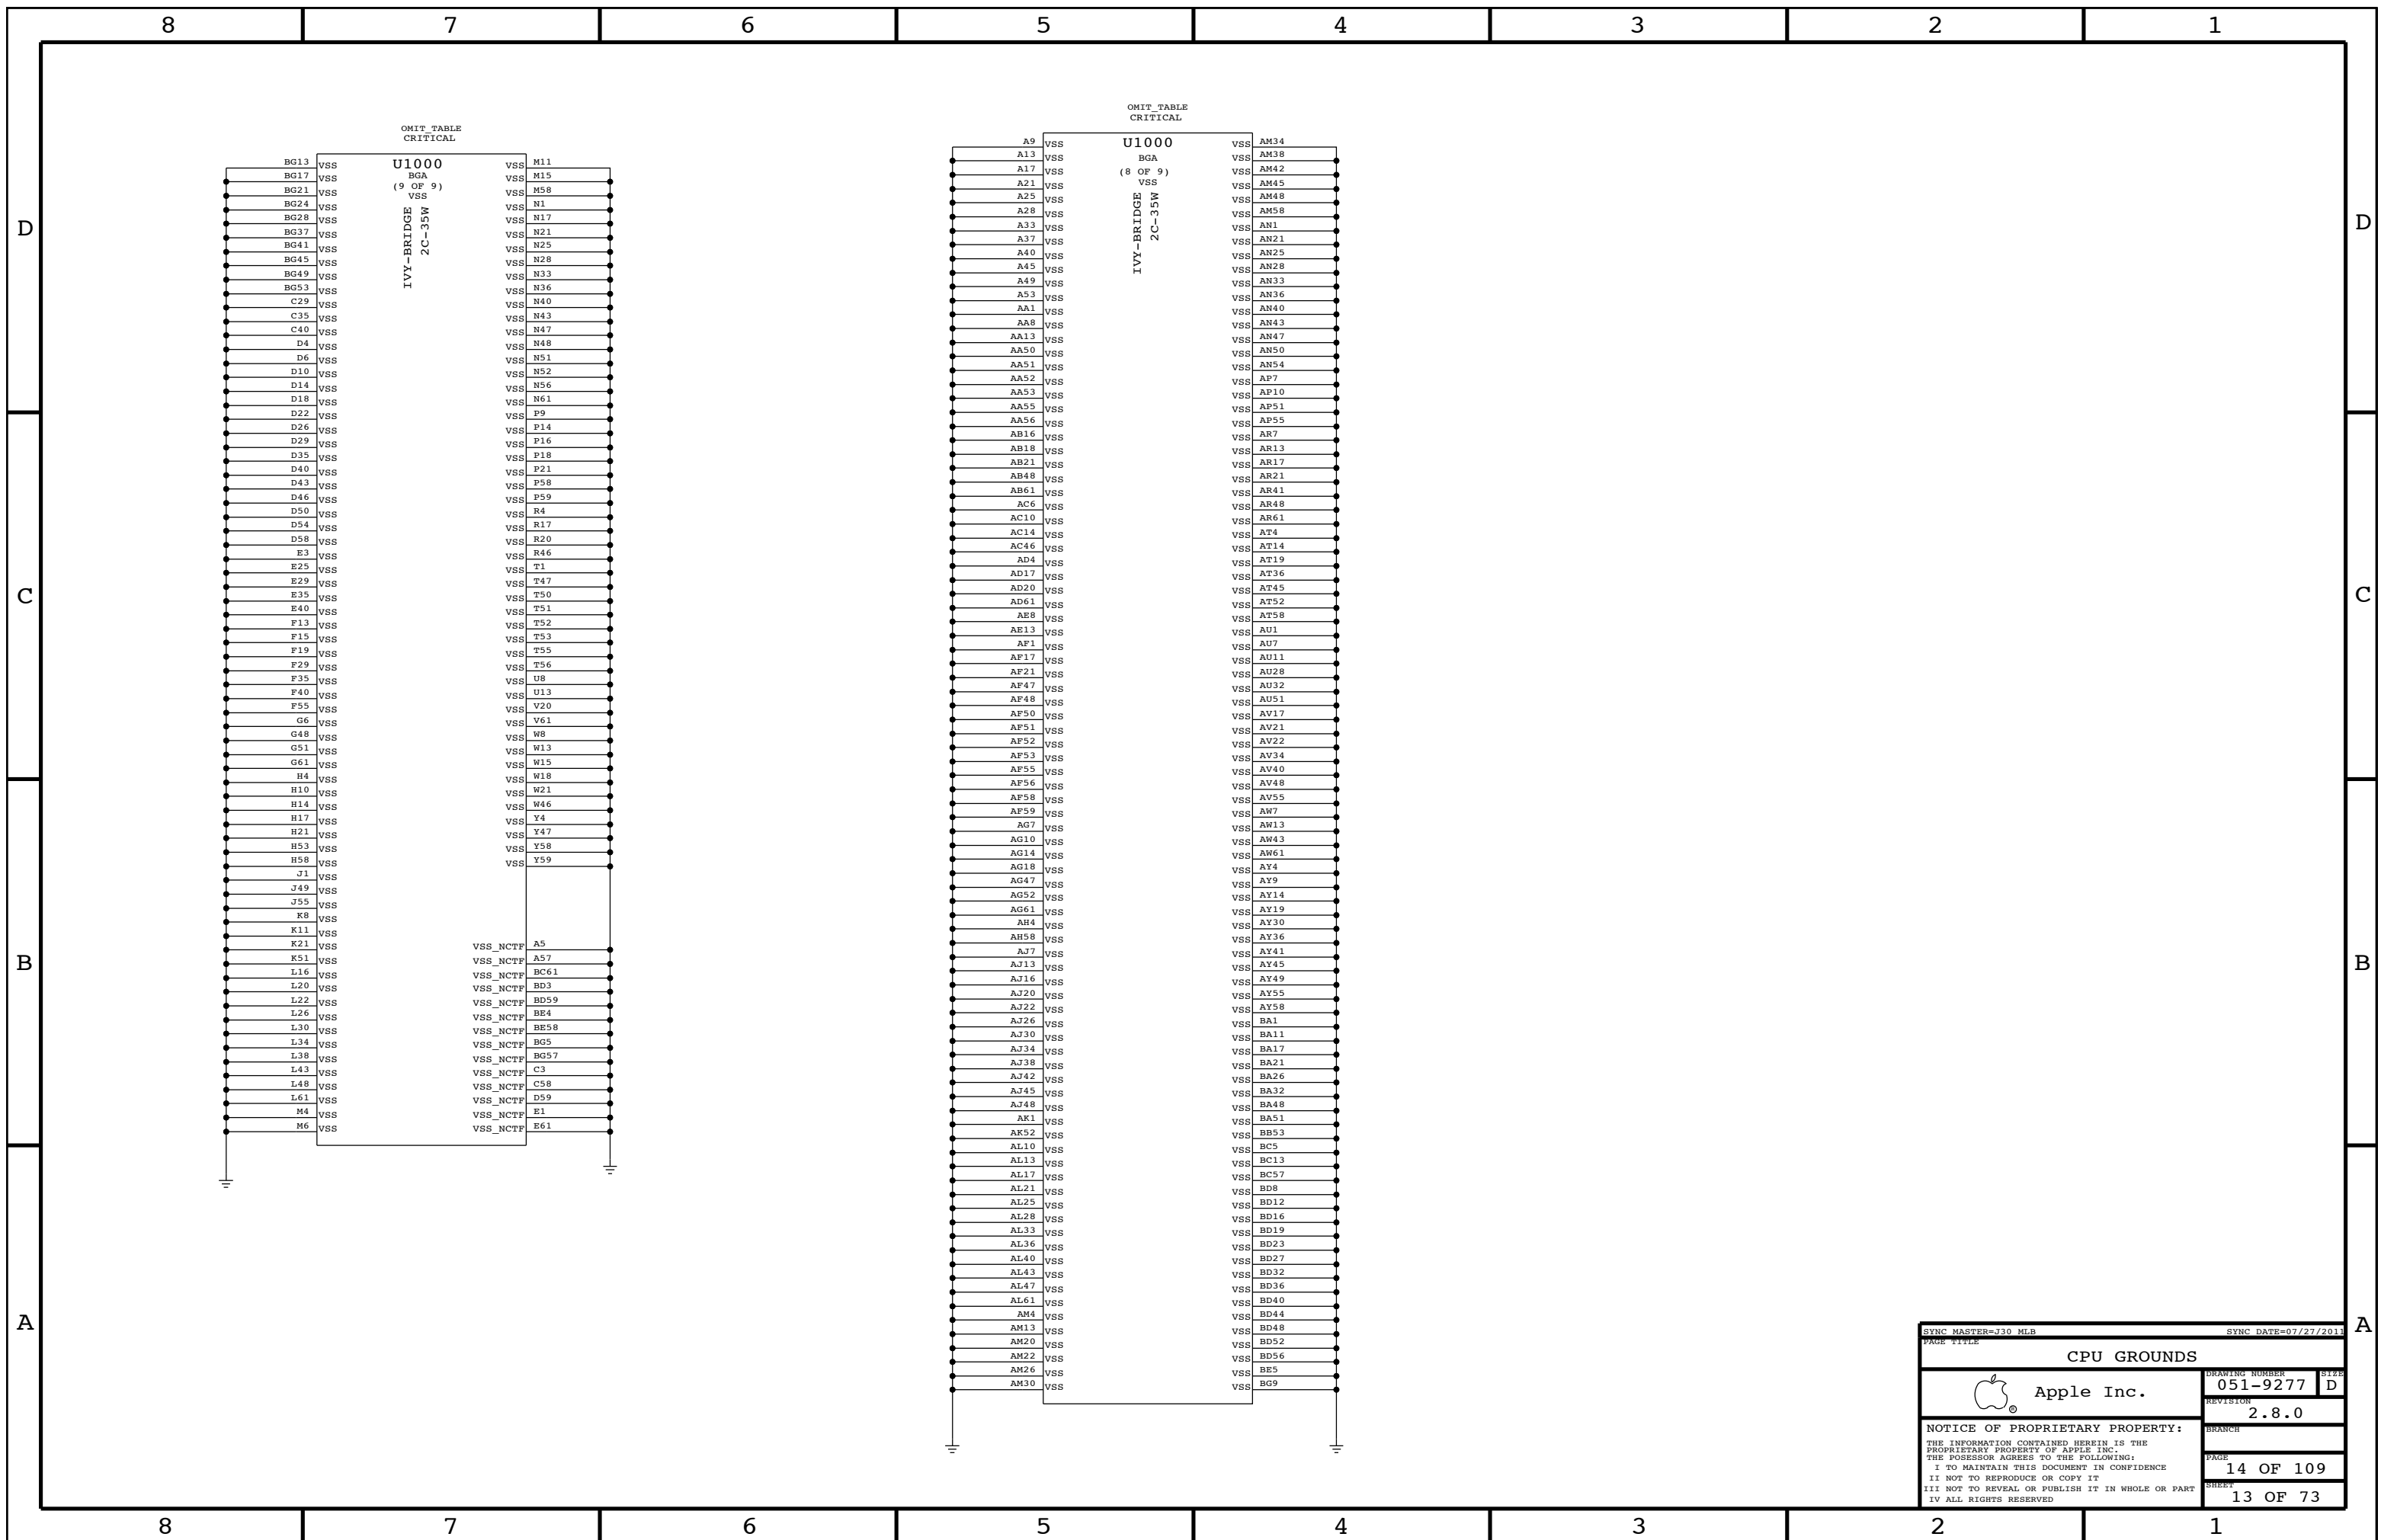 8 7 6 5 4 3 2 1
OMIT_TABLE
CRITICAL
U1000
BGA
(9 OF 9)
VSS
IVY-BRIDGE
2C-35W
BG13 VSS VSS M11
BG17 VSS VSS M15
BG21 VSS VSS M58
BG24 VSS VSS N1
BG28 VSS VSS N17
BG37 VSS VSS N21
BG41 VSS VSS N25
BG45 VSS VSS N28
BG49 VSS VSS N33
BG53 VSS VSS N36
C29 VSS VSS N40
C35 VSS VSS N43
C40 VSS VSS N47
D4 VSS VSS N48
D6 VSS VSS N51
D10 VSS VSS N52
D14 VSS VSS N56
D18 VSS VSS N61
D22 VSS VSS P9
D26 VSS VSS P14
D29 VSS VSS P16
D35 VSS VSS P18
D40 VSS VSS P21
D43 VSS VSS P58
D46 VSS VSS P59
D50 VSS VSS R4
D54 VSS VSS R17
D58 VSS VSS R20
E3 VSS VSS R46
E25 VSS VSS T1
E29 VSS VSS T47
E35 VSS VSS T50
E40 VSS VSS T51
F13 VSS VSS T52
F15 VSS VSS T53
F19 VSS VSS T55
F29 VSS VSS T56
F35 VSS VSS U8
F40 VSS VSS U13
F55 VSS VSS V20
G6 VSS VSS V61
G48 VSS VSS W8
G51 VSS VSS W13
G61 VSS VSS W15
H4 VSS VSS W18
H10 VSS VSS W21
H14 VSS VSS W46
H17 VSS VSS Y4
H21 VSS VSS Y47
H53 VSS VSS Y58
H58 VSS VSS Y59
J1 VSS
J49 VSS
J55 VSS
K8 VSS
K11 VSS
K21 VSS VSS_NCTF A5
K51 VSS VSS_NCTF A57
L16 VSS VSS_NCTF BC61
L20 VSS VSS_NCTF BD3
L22 VSS VSS_NCTF BD59
L26 VSS VSS_NCTF BE4
L30 VSS VSS_NCTF BE58
L34 VSS VSS_NCTF BG5
L38 VSS VSS_NCTF BG57
L43 VSS VSS_NCTF C3
L48 VSS VSS_NCTF C58
L61 VSS VSS_NCTF D59
M4 VSS VSS_NCTF E1
M6 VSS VSS_NCTF E61
OMIT_TABLE
CRITICAL
U1000
BGA
(8 OF 9)
VSS
IVY-BRIDGE
2C-35W
A9 VSS VSS AM34
A13 VSS VSS AM38
A17 VSS VSS AM42
A21 VSS VSS AM45
A25 VSS VSS AM48
A28 VSS VSS AM58
A33 VSS VSS AN1
A37 VSS VSS AN21
A40 VSS VSS AN25
A45 VSS VSS AN28
A49 VSS VSS AN33
A53 VSS VSS AN36
AA1 VSS VSS AN40
AA8 VSS VSS AN43
AA13 VSS VSS AN47
AA50 VSS VSS AN50
AA51 VSS VSS AN54
AA52 VSS VSS AP7
AA53 VSS VSS AP10
AA55 VSS VSS AP51
AA56 VSS VSS AP55
AB16 VSS VSS AR7
AB18 VSS VSS AR13
AB21 VSS VSS AR17
AB48 VSS VSS AR21
AB61 VSS VSS AR41
AC6 VSS VSS AR48
AC10 VSS VSS AR61
AC14 VSS VSS AT4
AC46 VSS VSS AT14
AD4 VSS VSS AT19
AD17 VSS VSS AT36
AD20 VSS VSS AT45
AD61 VSS VSS AT52
AE8 VSS VSS AT58
AE13 VSS VSS AU1
AF1 VSS VSS AU7
AF17 VSS VSS AU11
AF21 VSS VSS AU28
AF47 VSS VSS AU32
AF48 VSS VSS AU51
AF50 VSS VSS AV17
AF51 VSS VSS AV21
AF52 VSS VSS AV22
AF53 VSS VSS AV34
AF55 VSS VSS AV40
AF56 VSS VSS AV48
AF58 VSS VSS AV55
AF59 VSS VSS AW7
AG7 VSS VSS AW13
AG10 VSS VSS AW43
AG14 VSS VSS AW61
AG18 VSS VSS AY4
AG47 VSS VSS AY9
AG52 VSS VSS AY14
AG61 VSS VSS AY19
AH4 VSS VSS AY30
AH58 VSS VSS AY36
AJ7 VSS VSS AY41
AJ13 VSS VSS AY45
AJ16 VSS VSS AY49
AJ20 VSS VSS AY55
AJ22 VSS VSS AY58
AJ26 VSS VSS BA1
AJ30 VSS VSS BA11
AJ34 VSS VSS BA17
AJ38 VSS VSS BA21
AJ42 VSS VSS BA26
AJ45 VSS VSS BA32
AJ48 VSS VSS BA48
AK1 VSS VSS BA51
AK52 VSS VSS BB53
AL10 VSS VSS BC5
AL13 VSS VSS BC13
AL17 VSS VSS BC57
AL21 VSS VSS BD8
AL25 VSS VSS BD12
AL28 VSS VSS BD16
AL33 VSS VSS BD19
AL36 VSS VSS BD23
AL40 VSS VSS BD27
AL43 VSS VSS BD32
AL47 VSS VSS BD36
AL61 VSS VSS BD40
AM4 VSS VSS BD44
AM13 VSS VSS BD48
AM20 VSS VSS BD52
AM22 VSS VSS BD56
AM26 VSS VSS BE5
AM30 VSS VSS BG9
D D
C C
B B
A A
SYNC MASTER=J30 MLB SYNC DATE=07/27/2011
PAGE TITLE
CPU GROUNDS
Apple Inc.
®
DRAWING NUMBER SIZE
051-9277 D
REVISION
2.8.0
BRANCH
NOTICE OF PROPRIETARY PROPERTY:
THE INFORMATION CONTAINED HEREIN IS THE
PROPRIETARY PROPERTY OF APPLE INC.
THE POSESSOR AGREES TO THE FOLLOWING:
I TO MAINTAIN THIS DOCUMENT IN CONFIDENCE
II NOT TO REPRODUCE OR COPY IT
III NOT TO REVEAL OR PUBLISH IT IN WHOLE OR PART
IV ALL RIGHTS RESERVED
PAGE
14 OF 109
SHEET
13 OF 73
8 7 6 5 4 3 2 1